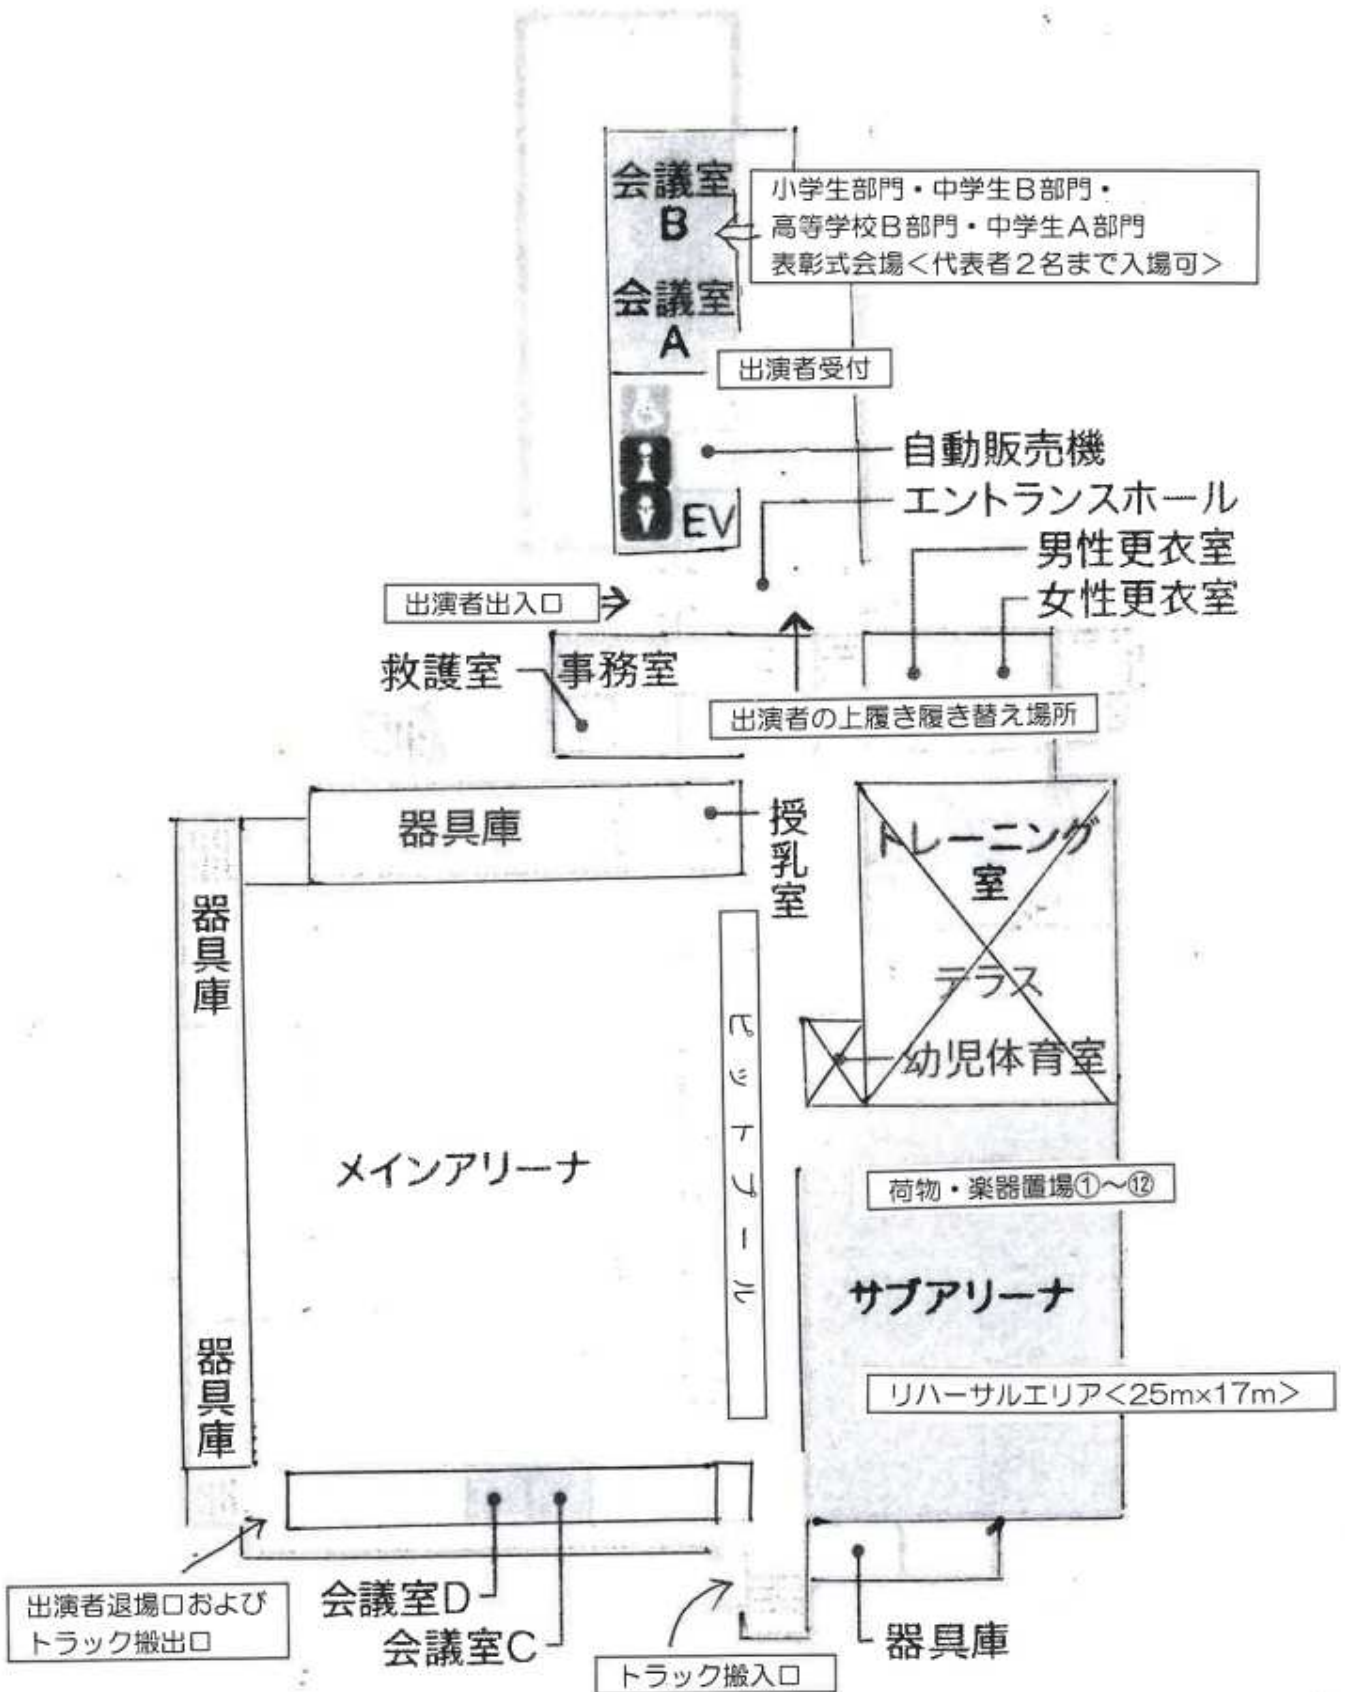 会議室
B
小学生部門・中学生B部門・
高等学校B部門・中学生A部門
表彰式会場＜代表者2名まで入場可＞
会議室
A
出演者受付
自動販売機
エントランスホール
EV
男性更衣室
女性更衣室
出演者出入口
救護室
事務室
出演者の上履き履き替え場所
器具庫
授乳室
トレーニング
室
テラス
幼児体育室
器具庫
ピットプール
メインアリーナ
荷物・楽器置場①～⑫
サブアリーナ
器具庫
リハーサルエリア＜25m×17m＞
出演者退場口および
トラック搬出口
会議室D
会議室C
トラック搬入口
器具庫